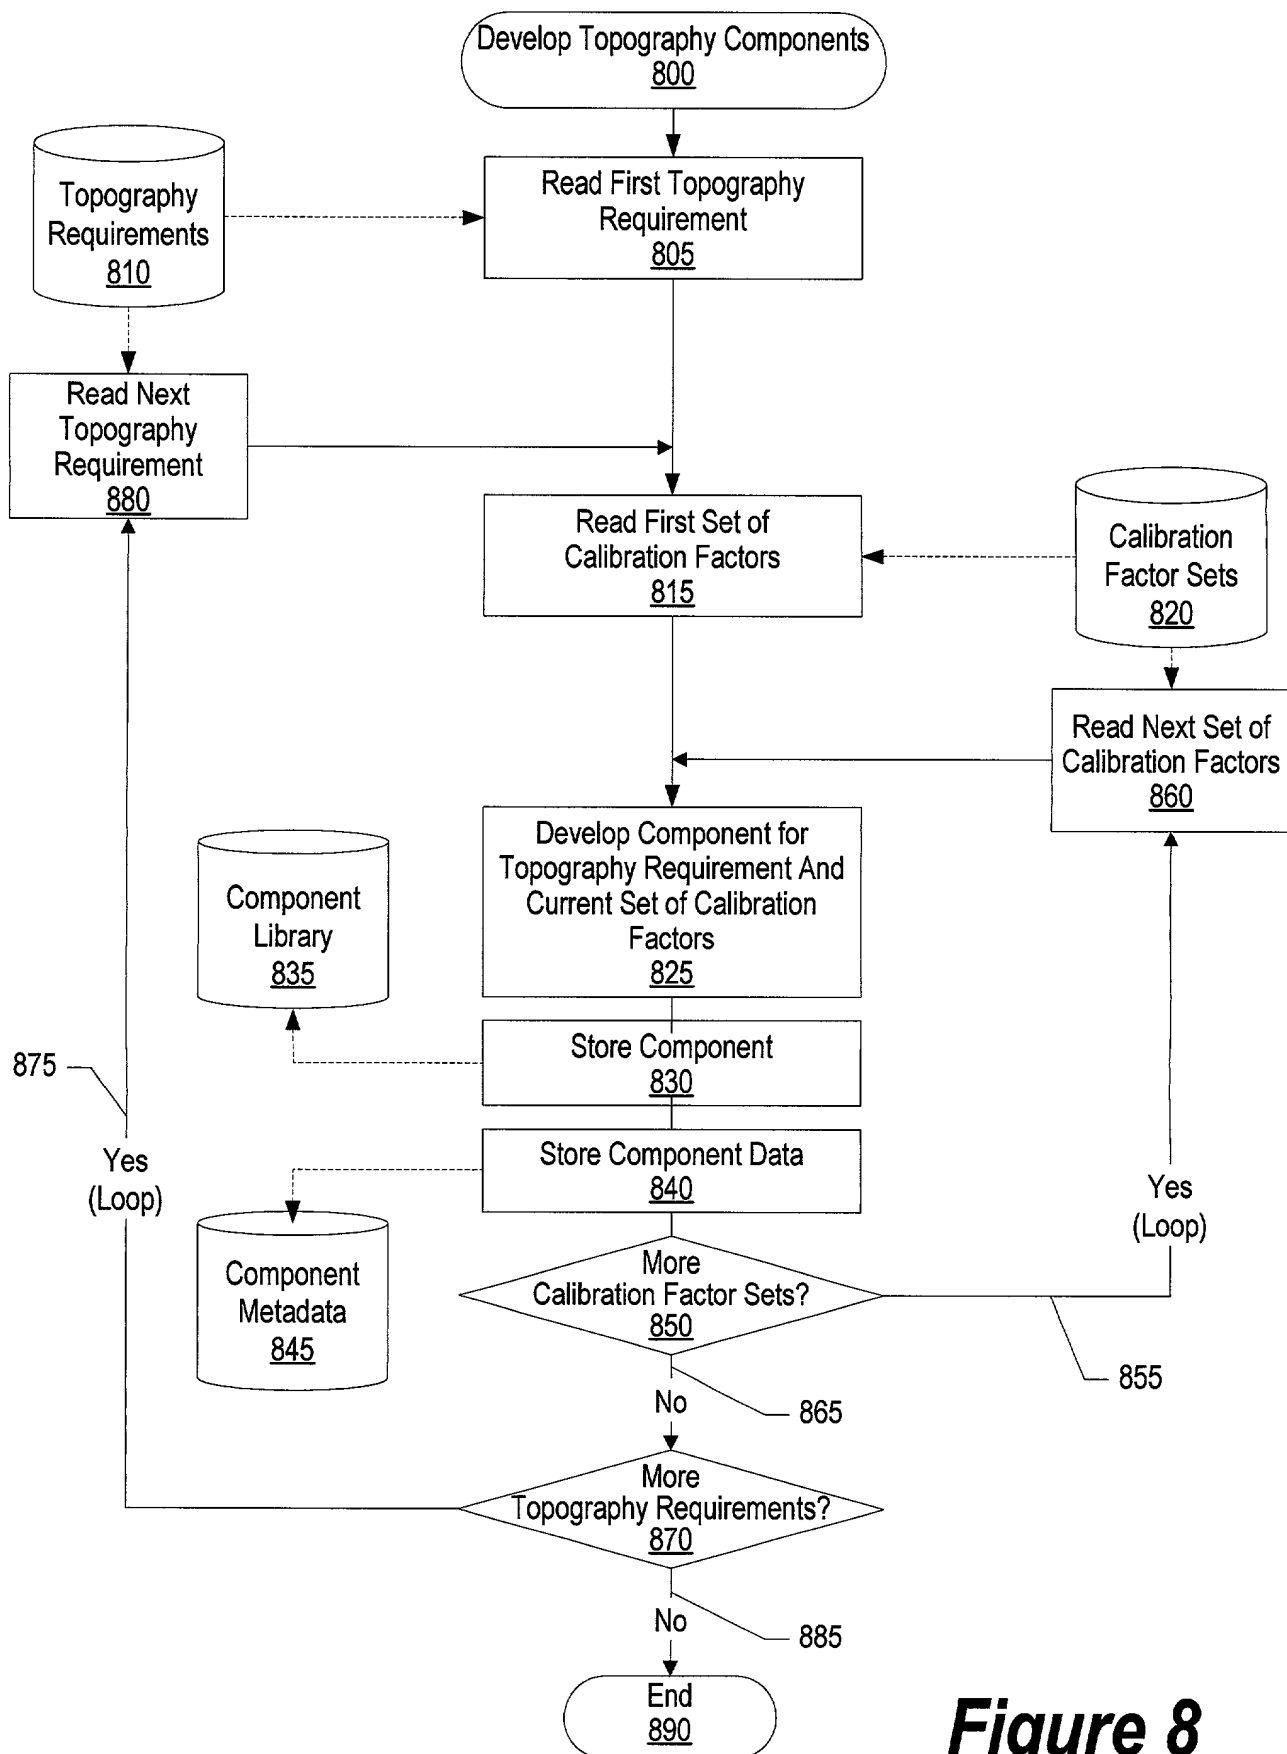 Develop Topography Components
800
Topography
Requirements
810
Read First Topography
Requirement
805
Read Next
Topography
Requirement
880
Read First Set of
Calibration Factors
815
Calibration
Factor Sets
820
Read Next Set of
Calibration Factors
860
Develop Component for
Topography Requirement And
Current Set of Calibration
Factors
825
Component
Library
835
Store Component
830
875
Store Component Data
840
Yes
(Loop)
Yes
(Loop)
Component
Metadata
845
More
Calibration Factor Sets?
850
855
865
No
More
Topography Requirements?
870
No
885
End
890
Figure 8